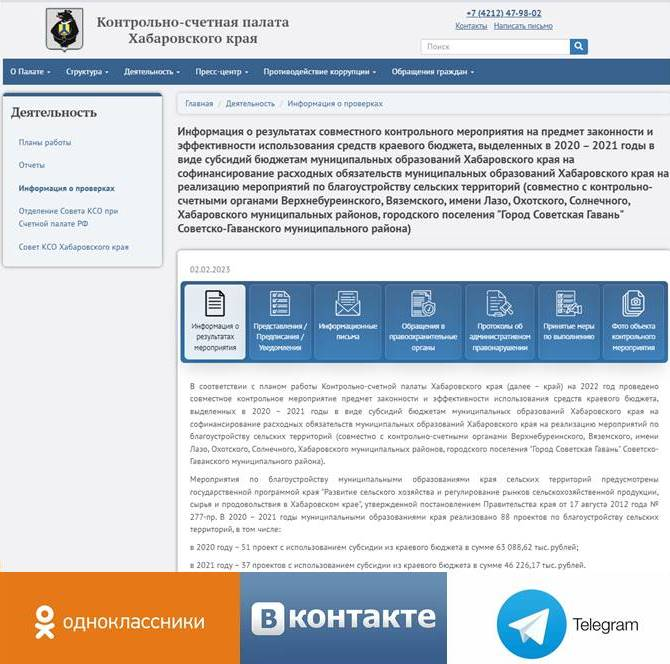 Контрольно-счетная палата
Хабаровского края
+7 (4212) 47-98-02
Контакты Написать письмо
Поиск
О Палате Структура Деятельность Пресс-центр Противодействие коррупции Обращения граждан
Деятельность
Планы работы
Отчеты
Информация о проверках
Отделение Совета КСО при
Счетной палате РФ
Совет КСО Хабаровского края
Главная / Деятельность / Информация о проверках
Информация о результатах совместного контрольного мероприятия на предмет законности и
эффективности использования средств краевого бюджета, выделенных в 2020 – 2021 годы в
виде субсидий бюджетам муниципальных образований Хабаровского края на
софинансирование расходных обязательств муниципальных образований Хабаровского края на
реализацию мероприятий по благоустройству сельских территорий (совместно с контрольно-
счетными органами Верхнебуреинского, Вяземского, имени Лазо, Охотского, Солнечного,
Хабаровского муниципальных районов, городского поселения "Город Советская Гавань"
Советско-Гаванского муниципального района)
02.02.2023
Информация о
результатах
мероприятия
Представления /
Предписания /
Уведомления
Информационные
письма
Обращения в
правоохранительные
органы
Протоколы об
административном
правонарушении
Принятые меры
по выполнению
Фото объекта
контрольного
мероприятия
В соответствии с планом работы Контрольно-счетной палаты Хабаровского края (далее – край) на 2022 год проведено
совместное контрольное мероприятие предмет законности и эффективности использования средств краевого бюджета,
выделенных в 2020 – 2021 годы в виде субсидий бюджетам муниципальных образований Хабаровского края на
софинансирование расходных обязательств муниципальных образований Хабаровского края на реализацию мероприятий по
благоустройству сельских территорий (совместно с контрольно-счетными органами Верхнебуреинского, Вяземского, имени
Лазо, Охотского, Солнечного, Хабаровского муниципальных районов, городского поселения "Город Советская Гавань" Советско-
Гаванского муниципального района).
Мероприятия по благоустройству муниципальными образованиями края сельских территорий предусмотрены
государственной программой края "Развитие сельского хозяйства и регулирование рынков сельскохозяйственной продукции,
сырья и продовольствия в Хабаровском крае", утвержденной постановлением Правительства края от 17 августа 2012 года №
277-пр. В 2020 – 2021 годы муниципальными образованиями края реализовано 88 проектов по благоустройству сельских
территорий, в том числе:
в 2020 году – 51 проект с использованием субсидии из краевого бюджета в сумме 63 088,62 тыс. рублей;
в 2021 году – 37 проектов с использованием субсидии из краевого бюджета в сумме 46 226,17 тыс. рублей.
одноклассники
В контакте
Telegram